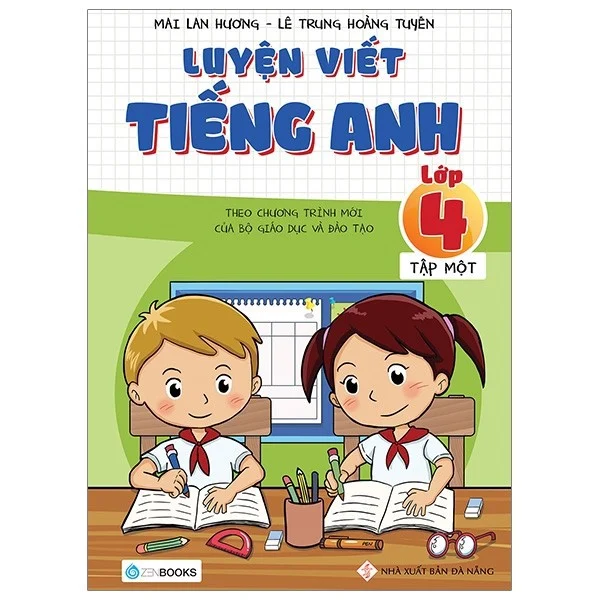 MAI LAN HƯƠNG - LÊ TRUNG HOÀNG TUYÊN
LUYỆN VIẾT
TIẾNG ANH
Lớp
4
TẬP MỘT
THEO CHƯƠNG TRÌNH MỚI
CỦA BỘ GIÁO DỤC VÀ ĐÀO TẠO
PEN
ZENBOOKS
NHÀ XUẤT BẢN ĐÀ NẴNG